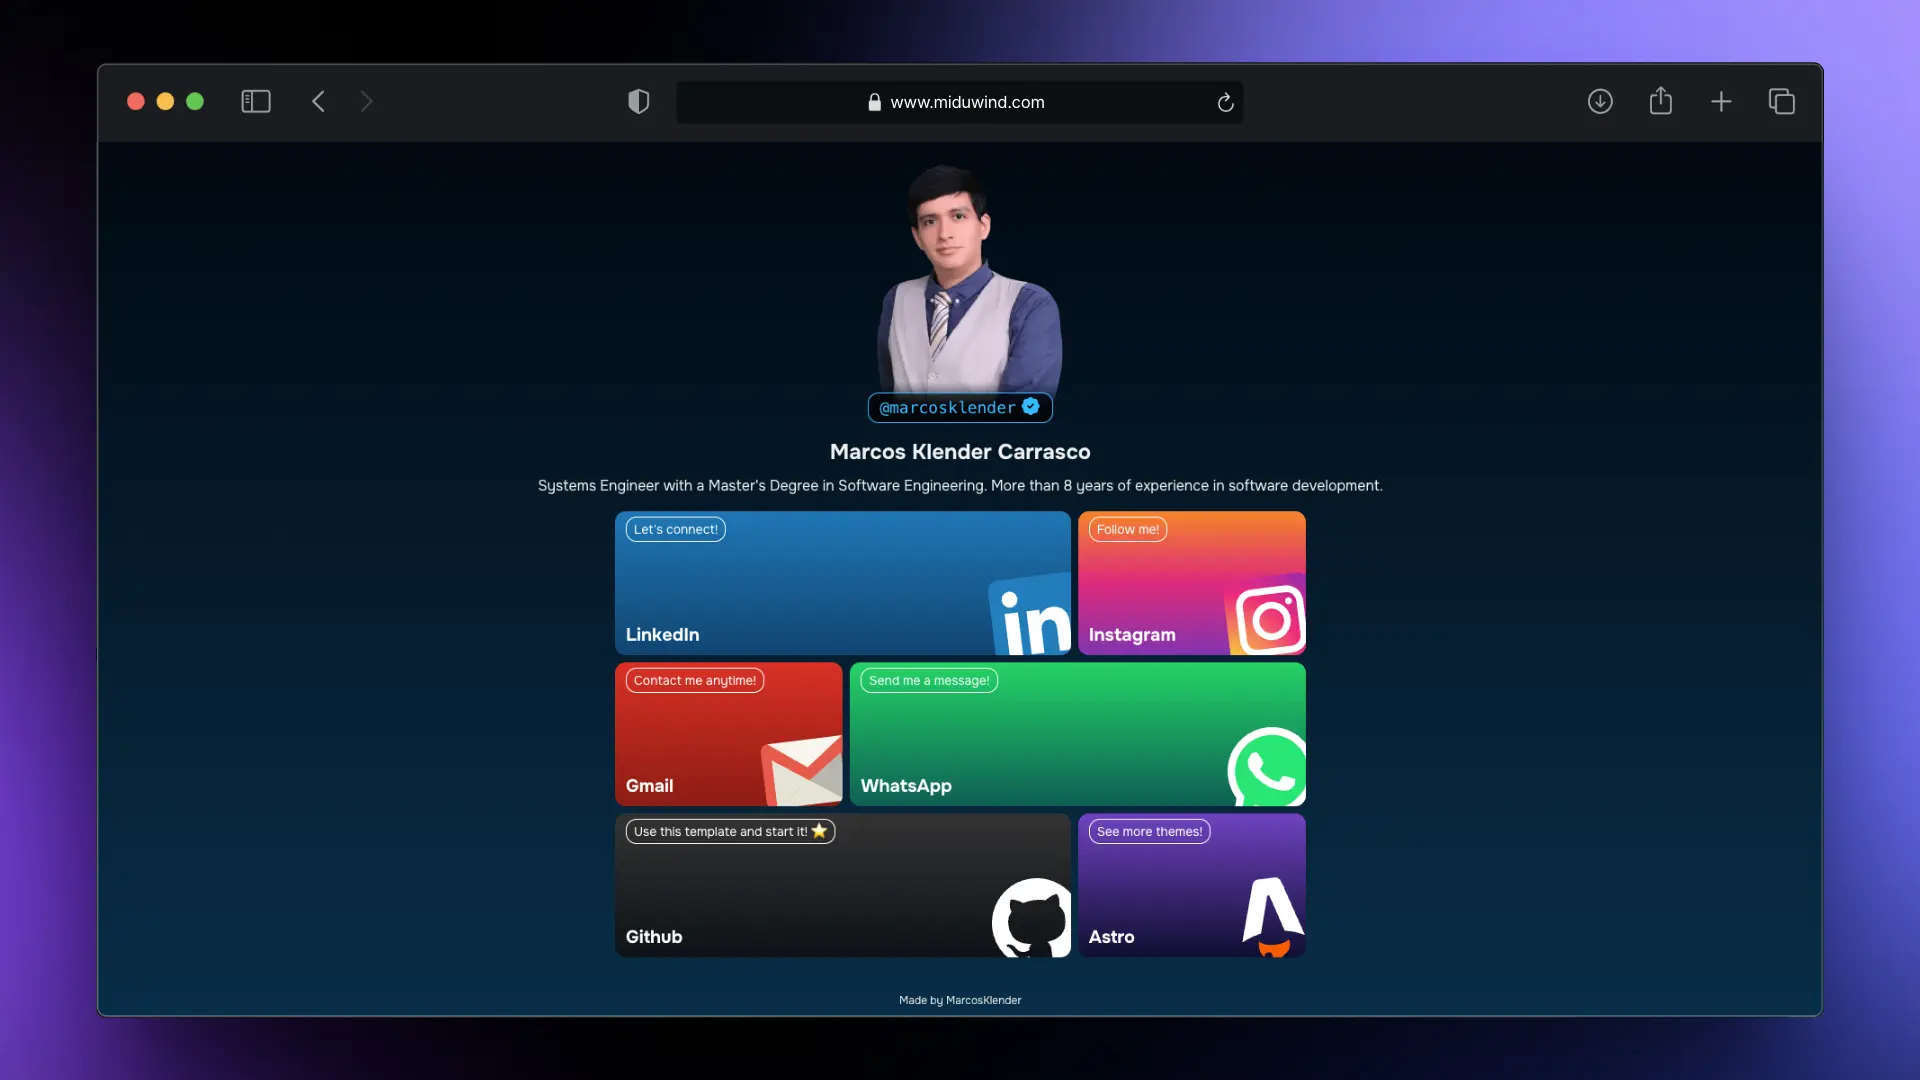 www.miduwind.com
@marcosklender
Marcos Klender Carrasco
Systems Engineer with a Master's Degree in Software Engineering. More than 8 years of experience in software development.
Let's connect!
LinkedIn
in
Follow me!
Instagram
Contact me anytime!
Gmail
Send me a message!
WhatsApp
Use this template and start it! ⭐
Github
See more themes!
Astro
Made by MarcosKlender